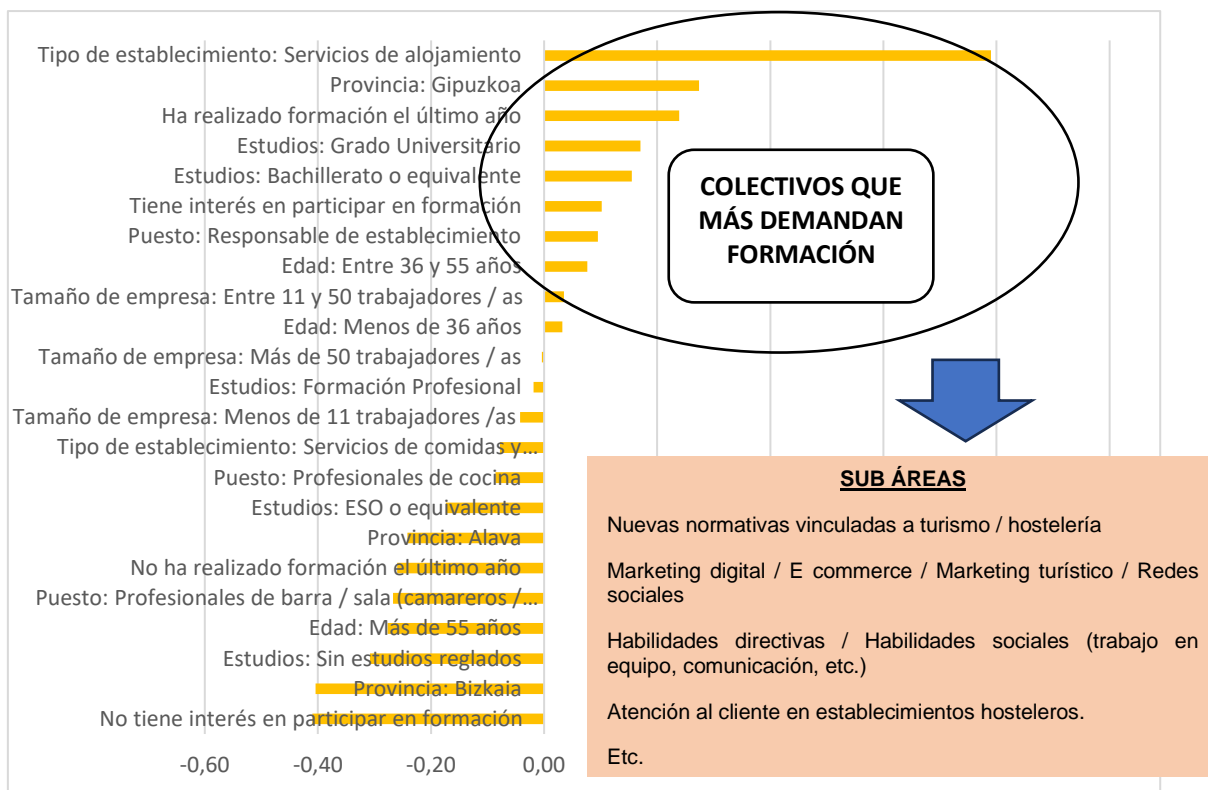 Tipo de establecimiento: Servicios de alojamiento
Provincia: Gipuzkoa
Ha realizado formación el último año
Estudios: Grado Universitario
Estudios: Bachillerato o equivalente
Tiene interés en participar en formación
Puesto: Responsable de establecimiento
Edad: Entre 36 y 55 años
Tamaño de empresa: Entre 11 y 50 trabajadores / as
Edad: Menos de 36 años
Tamaño de empresa: Más de 50 trabajadores / as
Estudios: Formación Profesional
Tamaño de empresa: Menos de 11 trabajadores /as
Tipo de establecimiento: Servicios de comidas y…
Puesto: Profesionales de cocina
Estudios: ESO o equivalente
Provincia: Alava
No ha realizado formación el último año
Puesto: Profesionales de barra / sala (camareros /…
Edad: Más de 55 años
Estudios: Sin estudios reglados
Provincia: Bizkaia
No tiene interés en participar en formación
-0,60 -0,40 -0,20 0,00
COLECTIVOS QUE
MÁS DEMANDAN
FORMACIÓN
SUB ÁREAS
Nuevas normativas vinculadas a turismo / hostelería
Marketing digital / E commerce / Marketing turístico / Redes
sociales
Habilidades directivas / Habilidades sociales (trabajo en
equipo, comunicación, etc.)
Atención al cliente en establecimientos hosteleros.
Etc.